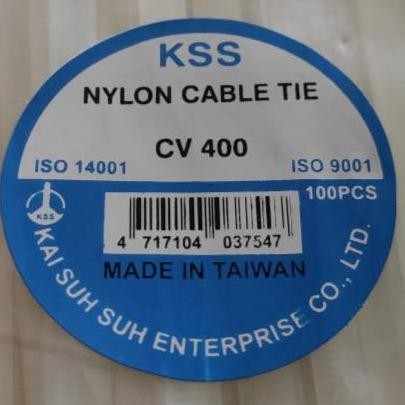 KSS
NYLON CABLE TIE
CV 400
ISO 14001 ISO 9001
100PCS
KSS
4 717104 037547
MADE IN TAIWAN
KAI SUH SUH ENTERPRISE CO., LTD.